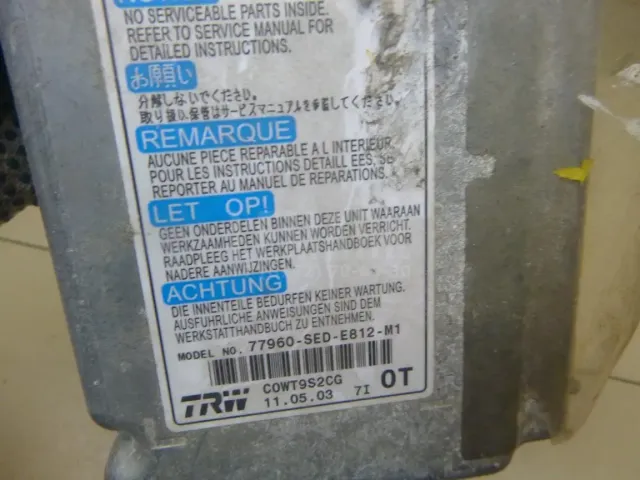 NO SERVICEABLE PARTS INSIDE.
REFER TO SERVICE MANUAL FOR
DETAILED INSTRUCTIONS.
お願い
分解しないでください。
取り扱い、保管はサービスマニュアルを参照してください。
REMARQUE
AUCUNE PIECE REPARABLE A L INTERIEUR.
POUR LES INSTRUCTIONS DETAILL EES, SE
REPORTER AU MANUEL DE REPARATIONS.
LET OP!
GEEN ONDERDELEN BINNEN DEZE UNIT WAARAAN
WERKZAAMHEDEN KUNNEN WORDEN VERRICHT.
RAADPLEEG HET WERKPLAATSHANDBOEK VOOR
NADERE AANWIJZINGEN.
ACHTUNG
DIE INNENTEILE BEDURFEN KEINER WARTUNG.
AUSFUHRLICHE ANWEISUNGEN SIND DEM
WERKSTATTHANDBUCH ZU ENTNEHMEN.
MODEL NO. 77960-SED-E812-M1
C0WT9S2CG
TRW 11.05.03 7I OT